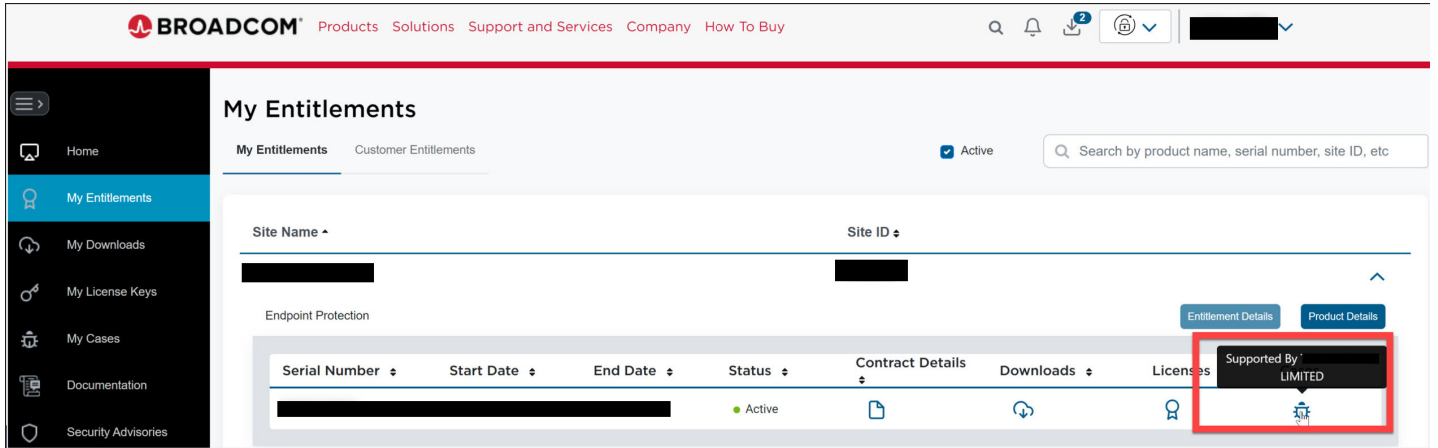 BROADCOM Products Solutions Support and Services Company How To Buy 2
My Entitlements
Home
My Entitlements Customer Entitlements Active Search by product name, serial number, site ID, etc
My Entitlements
Site Name Site ID
My Downloads
My License Keys
Endpoint Protection Entitlement Details Product Details
My Cases
Supported By
LIMITED
Serial Number Start Date End Date Status Contract Details Downloads Licenses
Documentation
Active
Security Advisories